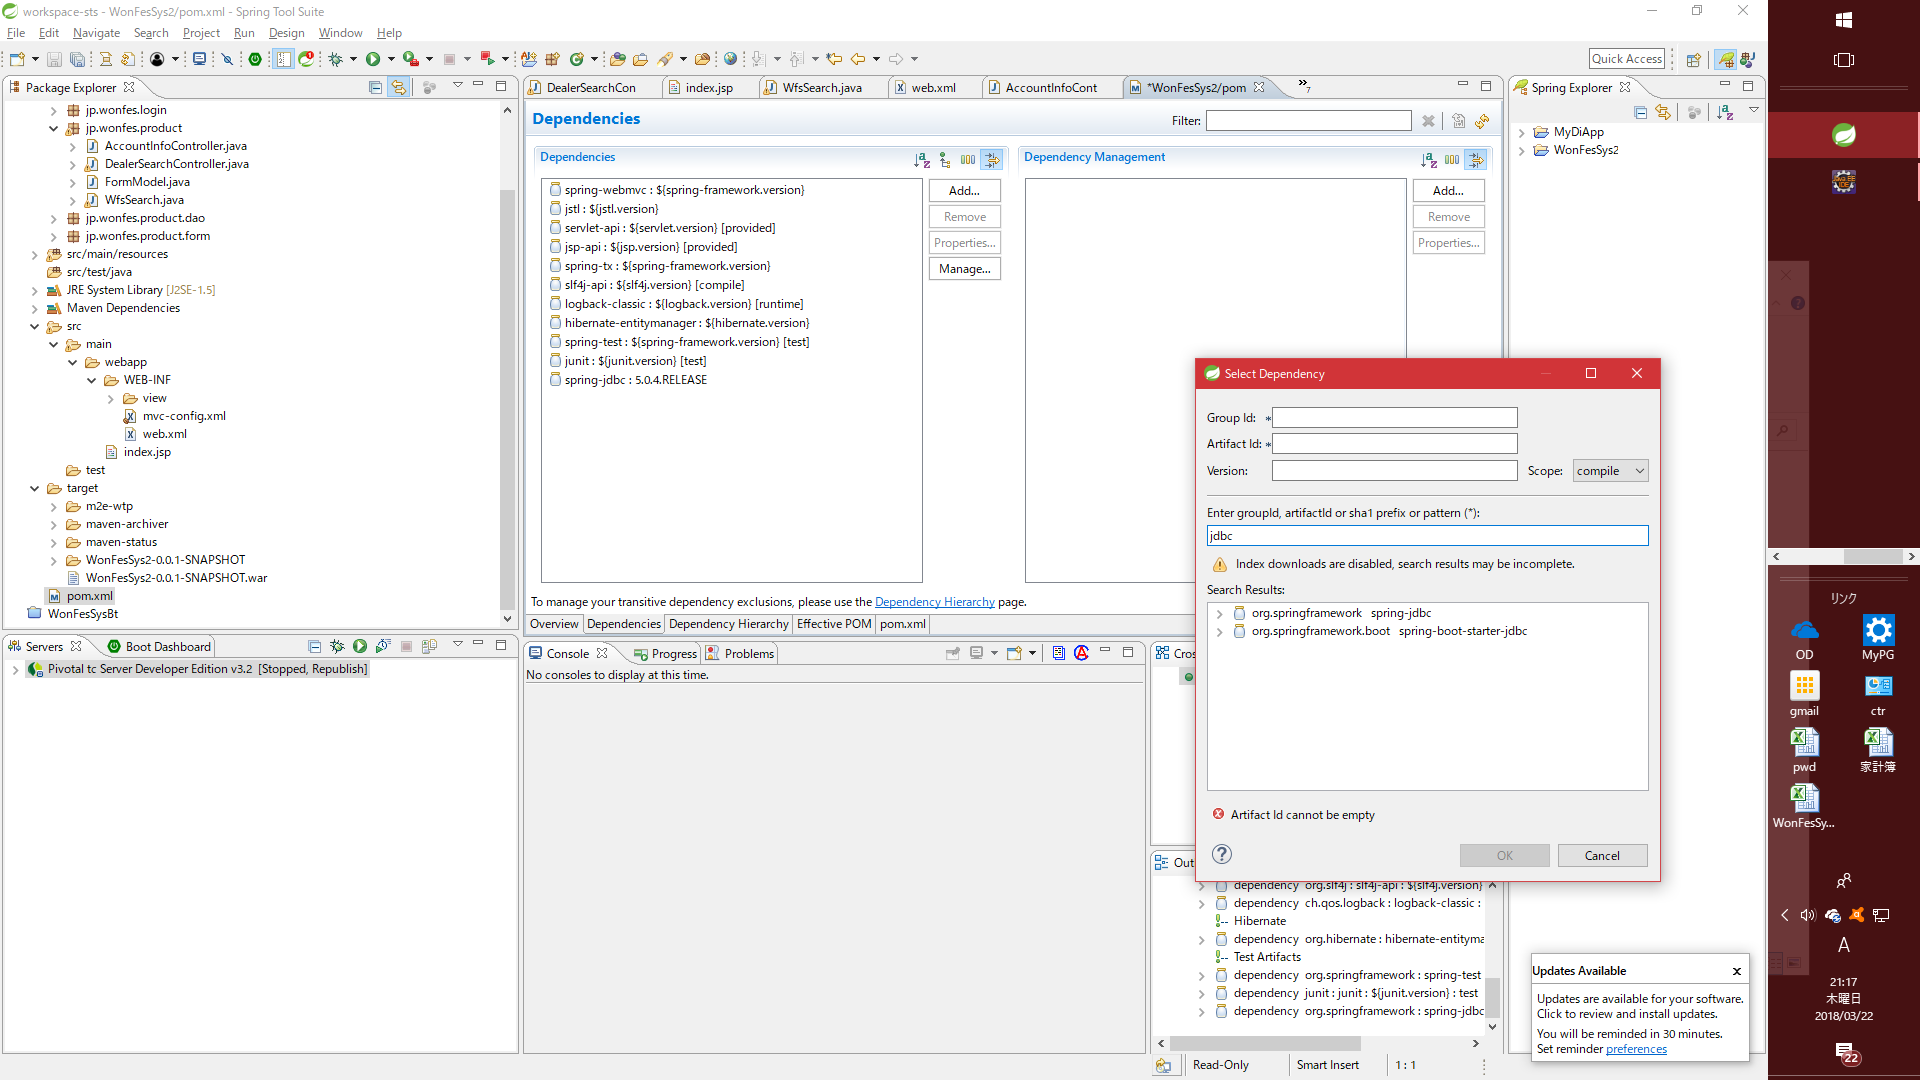 workspace-sts - WonFesSys2/pom.xml - Spring Tool Suite
File Edit Navigate Search Project Run Design Window Help
Quick Access
Package Explorer
jp.wonfes.login
jp.wonfes.product
AccountInfoController.java
DealerSearchController.java
FormModel.java
WfsSearch.java
jp.wonfes.product.dao
jp.wonfes.product.form
src/main/resources
src/test/java
JRE System Library [J2SE-1.5]
Maven Dependencies
src
main
webapp
WEB-INF
view
mvc-config.xml
web.xml
index.jsp
test
target
m2e-wtp
maven-archiver
maven-status
WonFesSys2-0.0.1-SNAPSHOT
WonFesSys2-0.0.1-SNAPSHOT.war
pom.xml
WonFesSysBt
DealerSearchCon
index.jsp
WfsSearch.java
web.xml
AccountInfoCont
*WonFesSys2/pom
»7
Dependencies
Filter:
Dependencies
spring-webmvc : ${spring-framework.version}
jstl : ${jstl.version}
servlet-api : ${servlet.version} [provided]
jsp-api : ${jsp.version} [provided]
spring-tx : ${spring-framework.version}
slf4j-api : ${slf4j.version} [compile]
logback-classic : ${logback.version} [runtime]
hibernate-entitymanager : ${hibernate.version}
spring-test : ${spring-framework.version} [test]
junit : ${junit.version} [test]
spring-jdbc : 5.0.4.RELEASE
Add...
Remove
Properties...
Manage...
Dependency Management
Add...
Remove
Properties...
To manage your transitive dependency exclusions, please use the Dependency Hierarchy page.
Overview Dependencies Dependency Hierarchy Effective POM pom.xml
Spring Explorer
MyDiApp
WonFesSys2
Select Dependency
Group Id: *
Artifact Id: *
Version:
Scope: compile
Enter groupId, artifactId or sha1 prefix or pattern (*):
jdbc
Index downloads are disabled, search results may be incomplete.
Search Results:
org.springframework spring-jdbc
org.springframework.boot spring-boot-starter-jdbc
Artifact Id cannot be empty
OK
Cancel
Servers
Boot Dashboard
Pivotal tc Server Developer Edition v3.2 [Stopped, Republish]
Console
Progress
Problems
No consoles to display at this time.
Cros
Out
dependency org.slf4j : slf4j-api : ${slf4j.version}
dependency ch.qos.logback : logback-classic :
Hibernate
dependency org.hibernate : hibernate-entityma
Test Artifacts
dependency org.springframework : spring-test
dependency junit : junit : ${junit.version} : test
dependency org.springframework : spring-jdbc
Read-Only
Smart Insert
1 : 1
Updates Available
Updates are available for your software.
Click to review and install updates.
You will be reminded in 30 minutes.
Set reminder preferences
リンク
OD
MyPG
gmail
ctr
pwd
家計簿
WonFesSy...
A
21:17
木曜日
2018/03/22
22